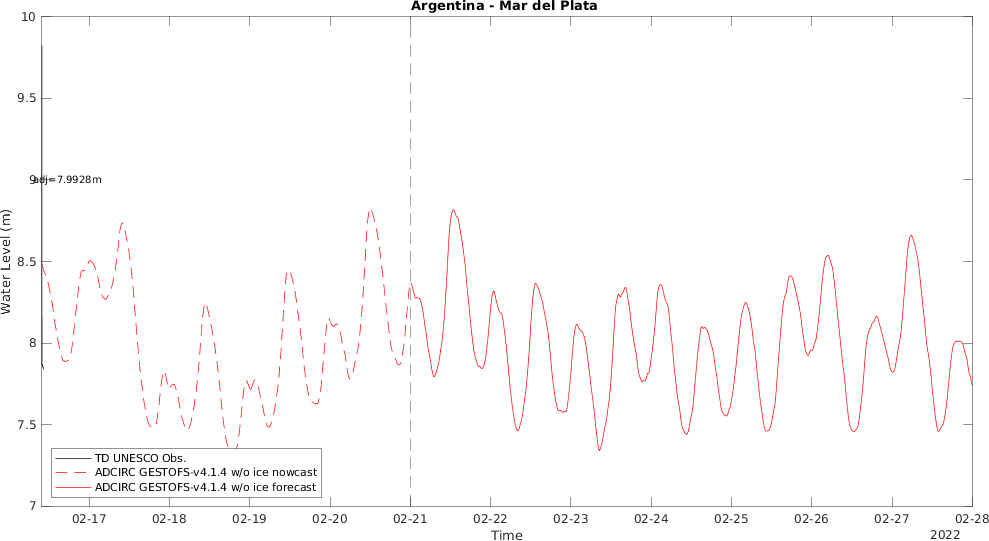 Argentina - Mar del Plata
10
9.5
9
adj=7.9928m
8.5
8
7.5
7
Water Level (m)
TD UNESCO Obs.
ADCIRC GESTOFS-v4.1.4 w/o ice nowcast
ADCIRC GESTOFS-v4.1.4 w/o ice forecast
02-17 02-18 02-19 02-20 02-21 02-22 02-23 02-24 02-25 02-26 02-27 02-28
Time
2022